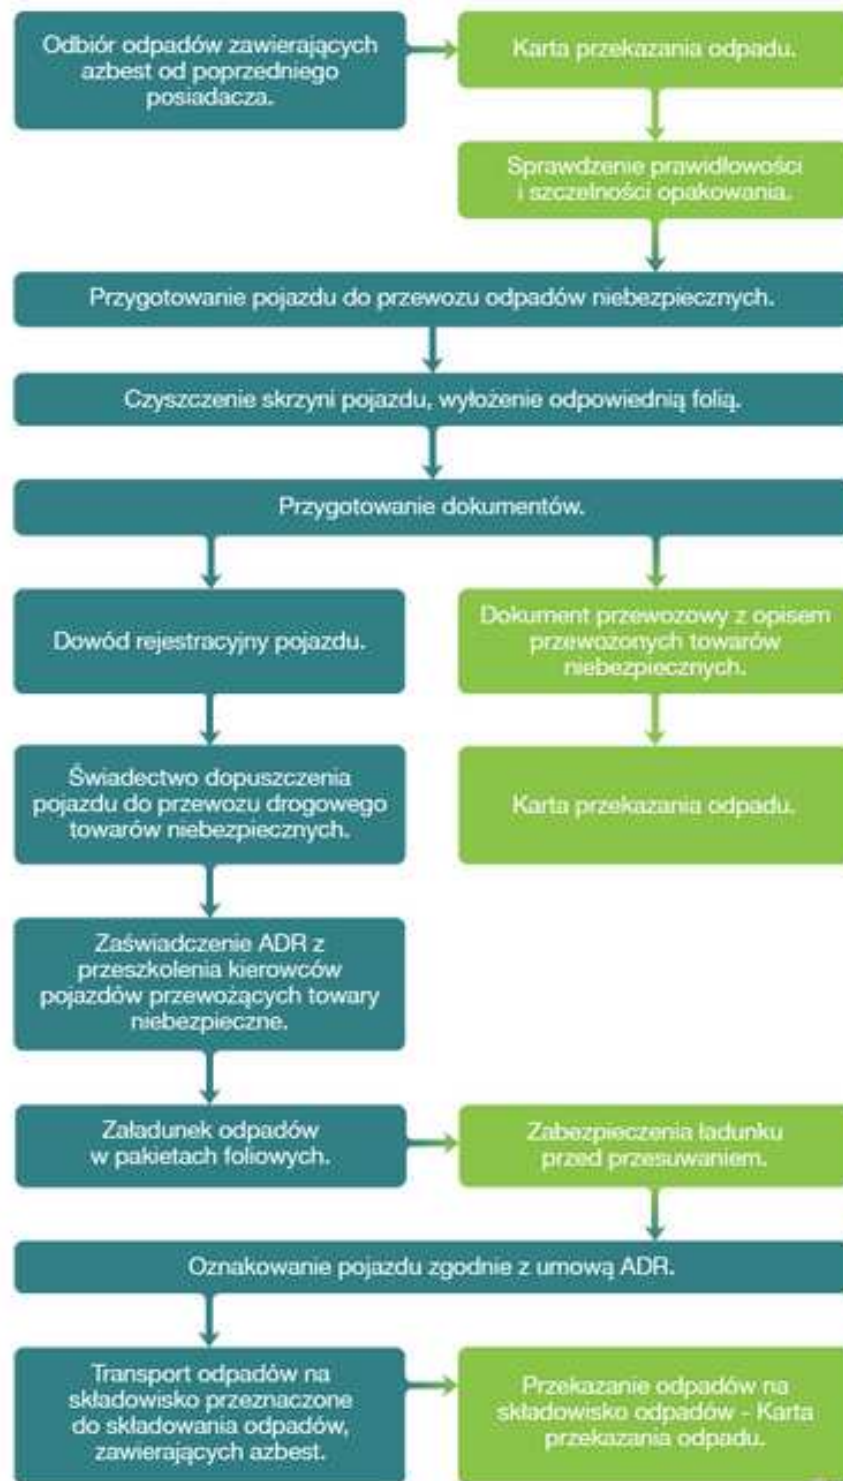 Odbiór odpadów zawierających
azbest od poprzedniego
posiadacza.
Karta przekazania odpadu.
Sprawdzenie prawidłowości
i szczelności opakowania.
Przygotowanie pojazdu do przewozu odpadów niebezpiecznych.
Czyszczenie skrzyni pojazdu, wyłożenie odpowiednią folią.
Przygotowanie dokumentów.
Dowód rejestracyjny pojazdu.
Dokument przewozowy z opisem
przewożonych towarów
niebezpiecznych.
Świadectwo dopuszczenia
pojazdu do przewozu drogowego
towarów niebezpiecznych.
Karta przekazania odpadu.
Zaświadczenie ADR z
przeszkolenia kierowców
pojazdów przewożących towary
niebezpieczne.
Załadunek odpadów
w pakietach foliowych.
Zabezpieczenia ładunku
przed przesuwaniem.
Oznakowanie pojazdu zgodnie z umową ADR.
Transport odpadów na
składowisko przeznaczone
do składowania odpadów,
zawierających azbest.
Przekazanie odpadów na
składowisko odpadów - Karta
przekazania odpadu.